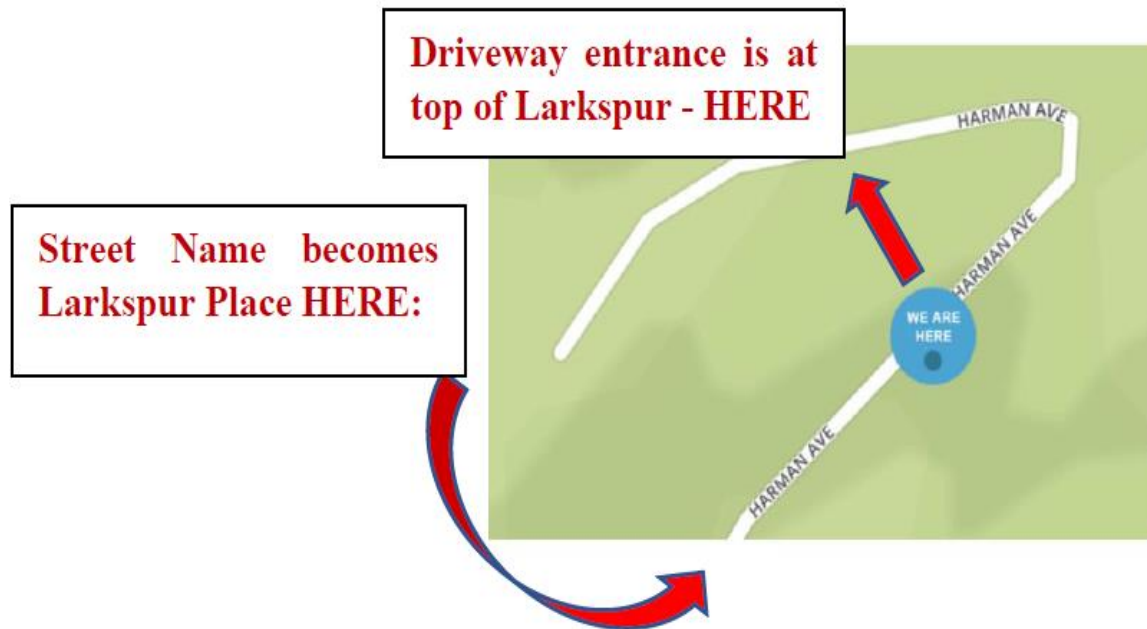 Driveway entrance is at
top of Larkspur - HERE
HARMAN AVE
Street Name becomes
Larkspur Place HERE:
HARMAN AVE
WE ARE
HERE
HARMAN AVE